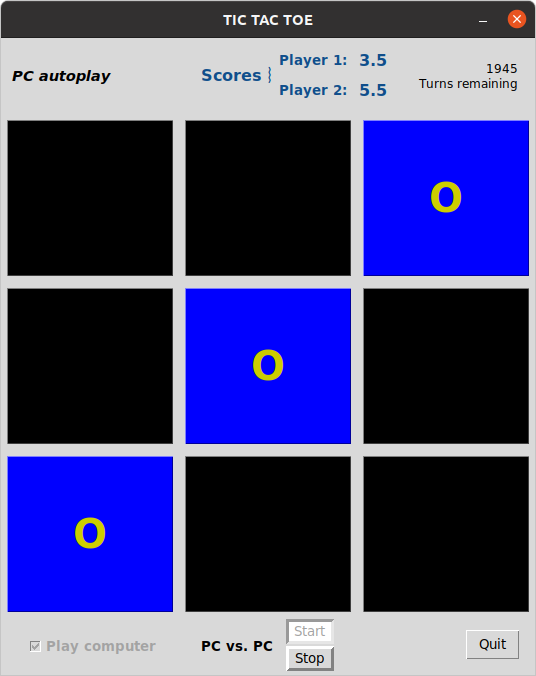 TIC TAC TOE
PC autoplay
Scores
Player 1: 3.5
Player 2: 5.5
1945
Turns remaining
O
O
O
Play computer
PC vs. PC
Start
Stop
Quit